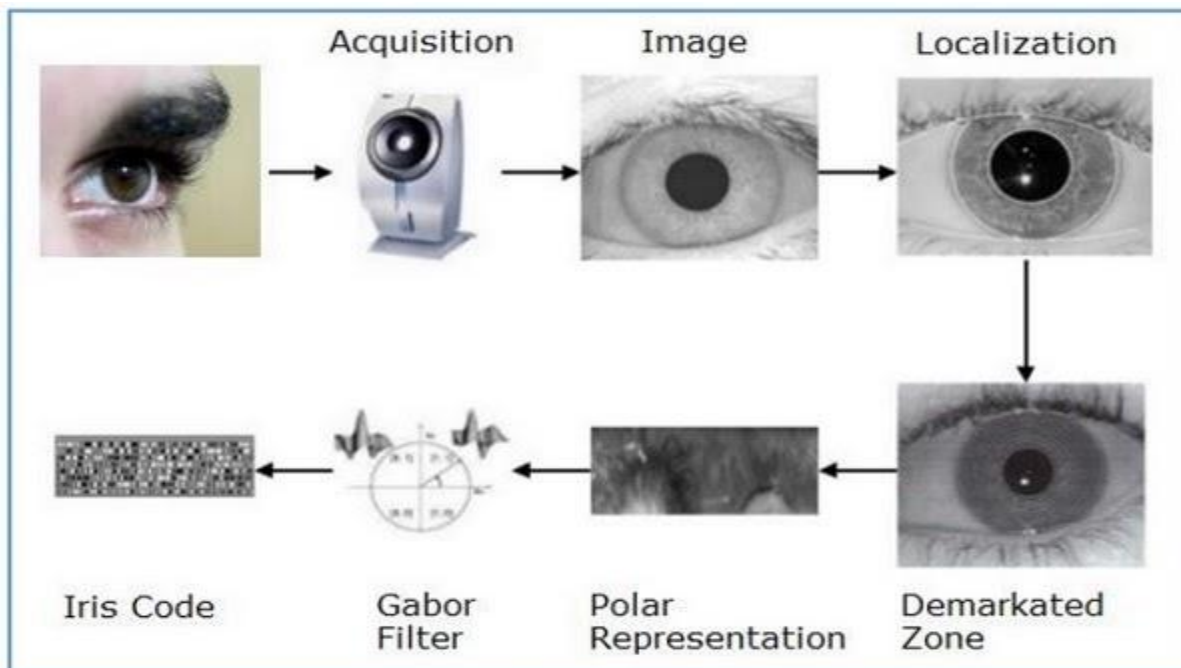 Acquisition
Image
Localization
Iris Code
Gabor
Filter
Polar
Representation
Demarkated
Zone